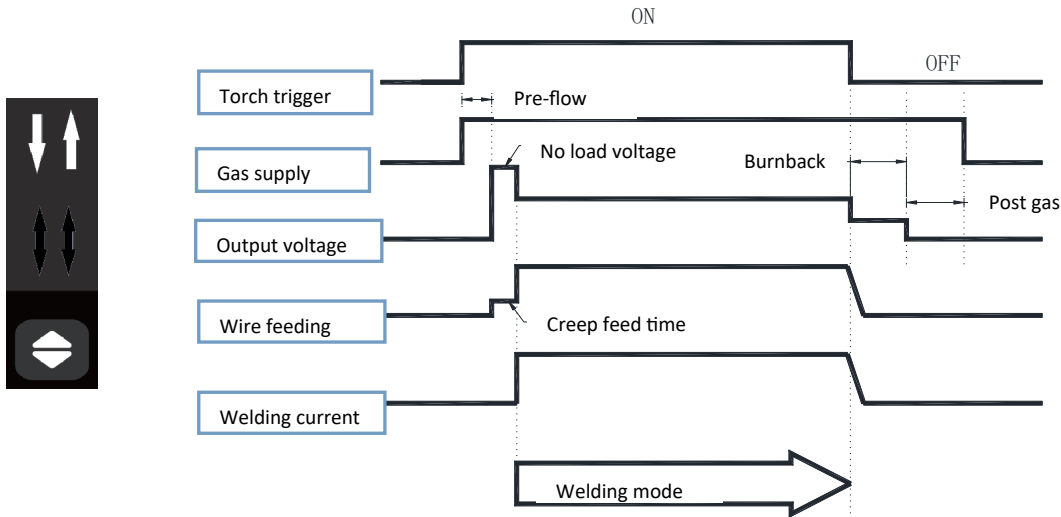 ON
OFF
Torch trigger
Pre-flow
No load voltage
Burnback
Gas supply
Post gas
Output voltage
Wire feeding
Creep feed time
Welding current
Welding mode